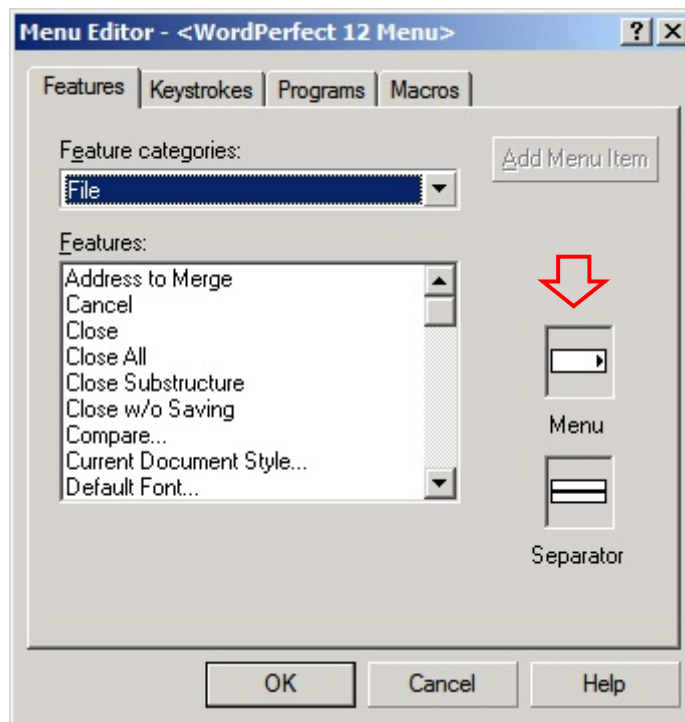 Menu Editor - <WordPerfect 12 Menu>
Features Keystrokes Programs Macros
Feature categories:
Add Menu Item
File
Features:
Address to Merge
Cancel
Close
Close All
Close Substructure
Close w/o Saving
Compare...
Current Document Style...
Default Font...
Menu
Separator
OK Cancel Help